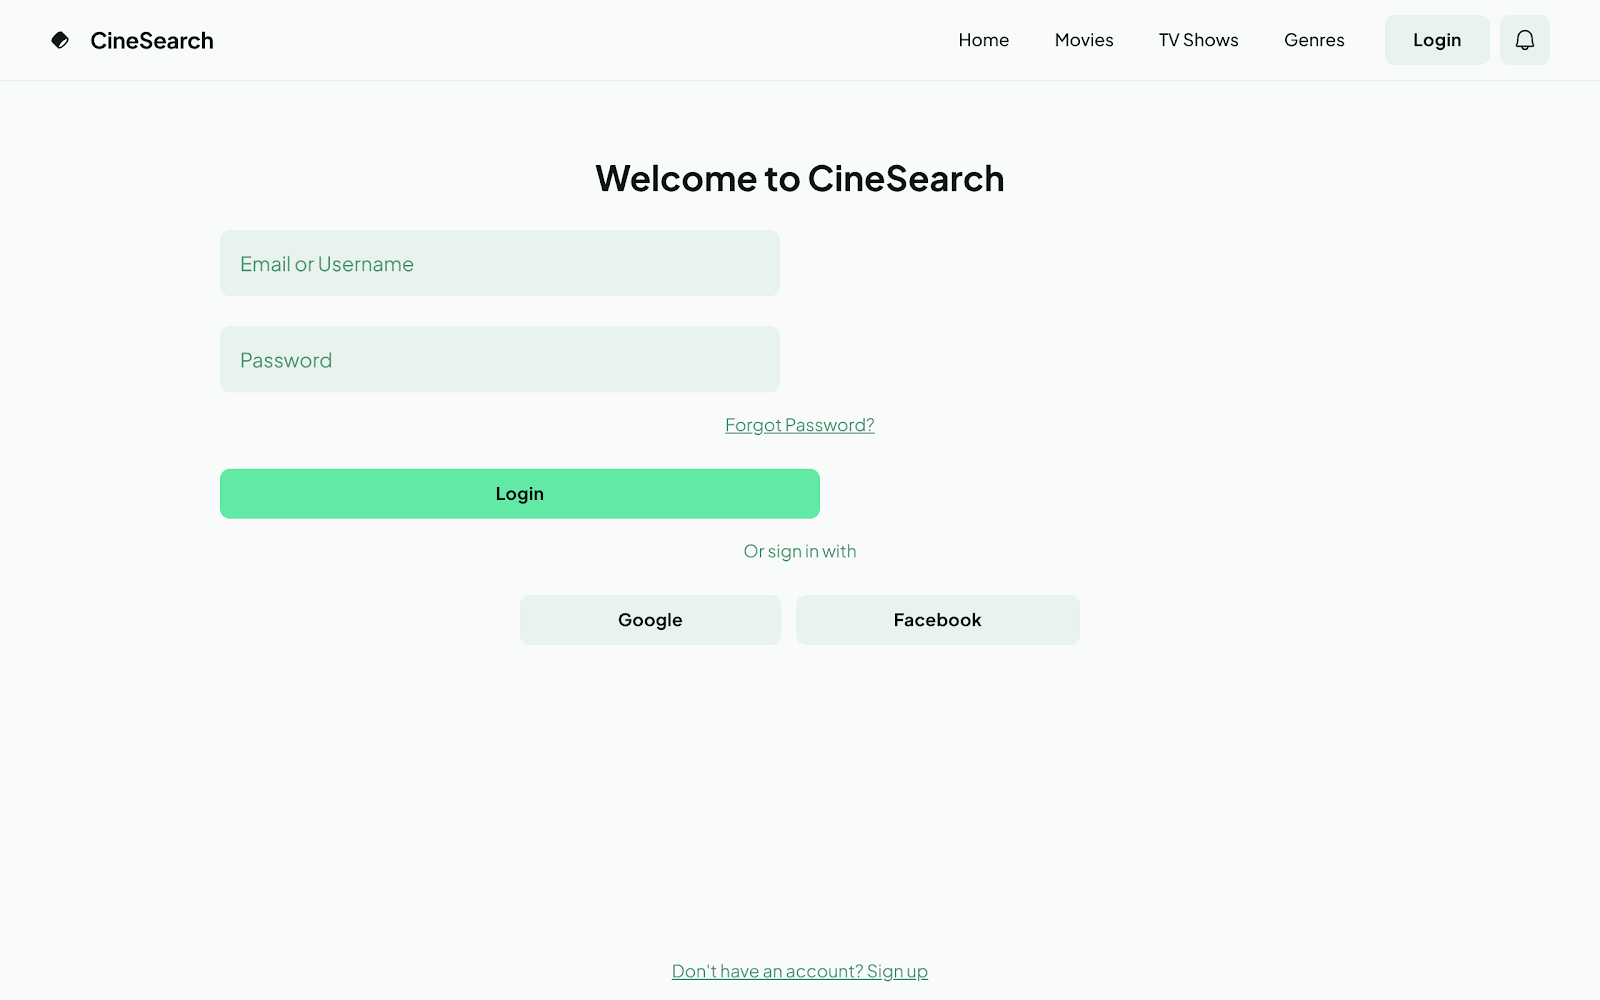 CineSearch
Home Movies TV Shows Genres Login
Welcome to CineSearch
Email or Username
Password
Forgot Password?
Login
Or sign in with
Google Facebook
Don't have an account? Sign up